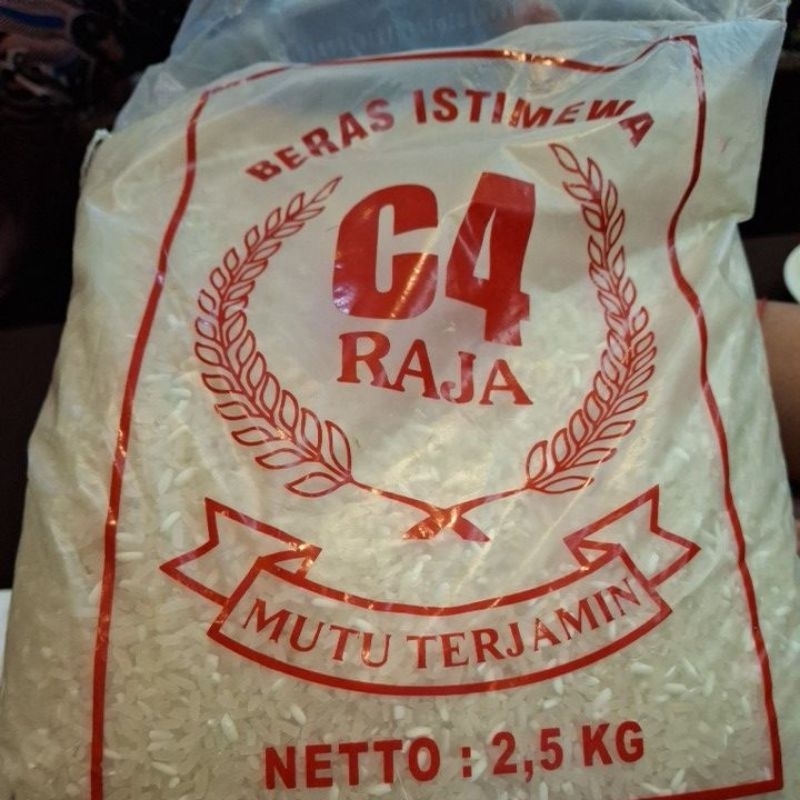 BERAS ISTIMEWA
C4
RAJA
MUTU TERJAMIN
NETTO : 2,5 KG